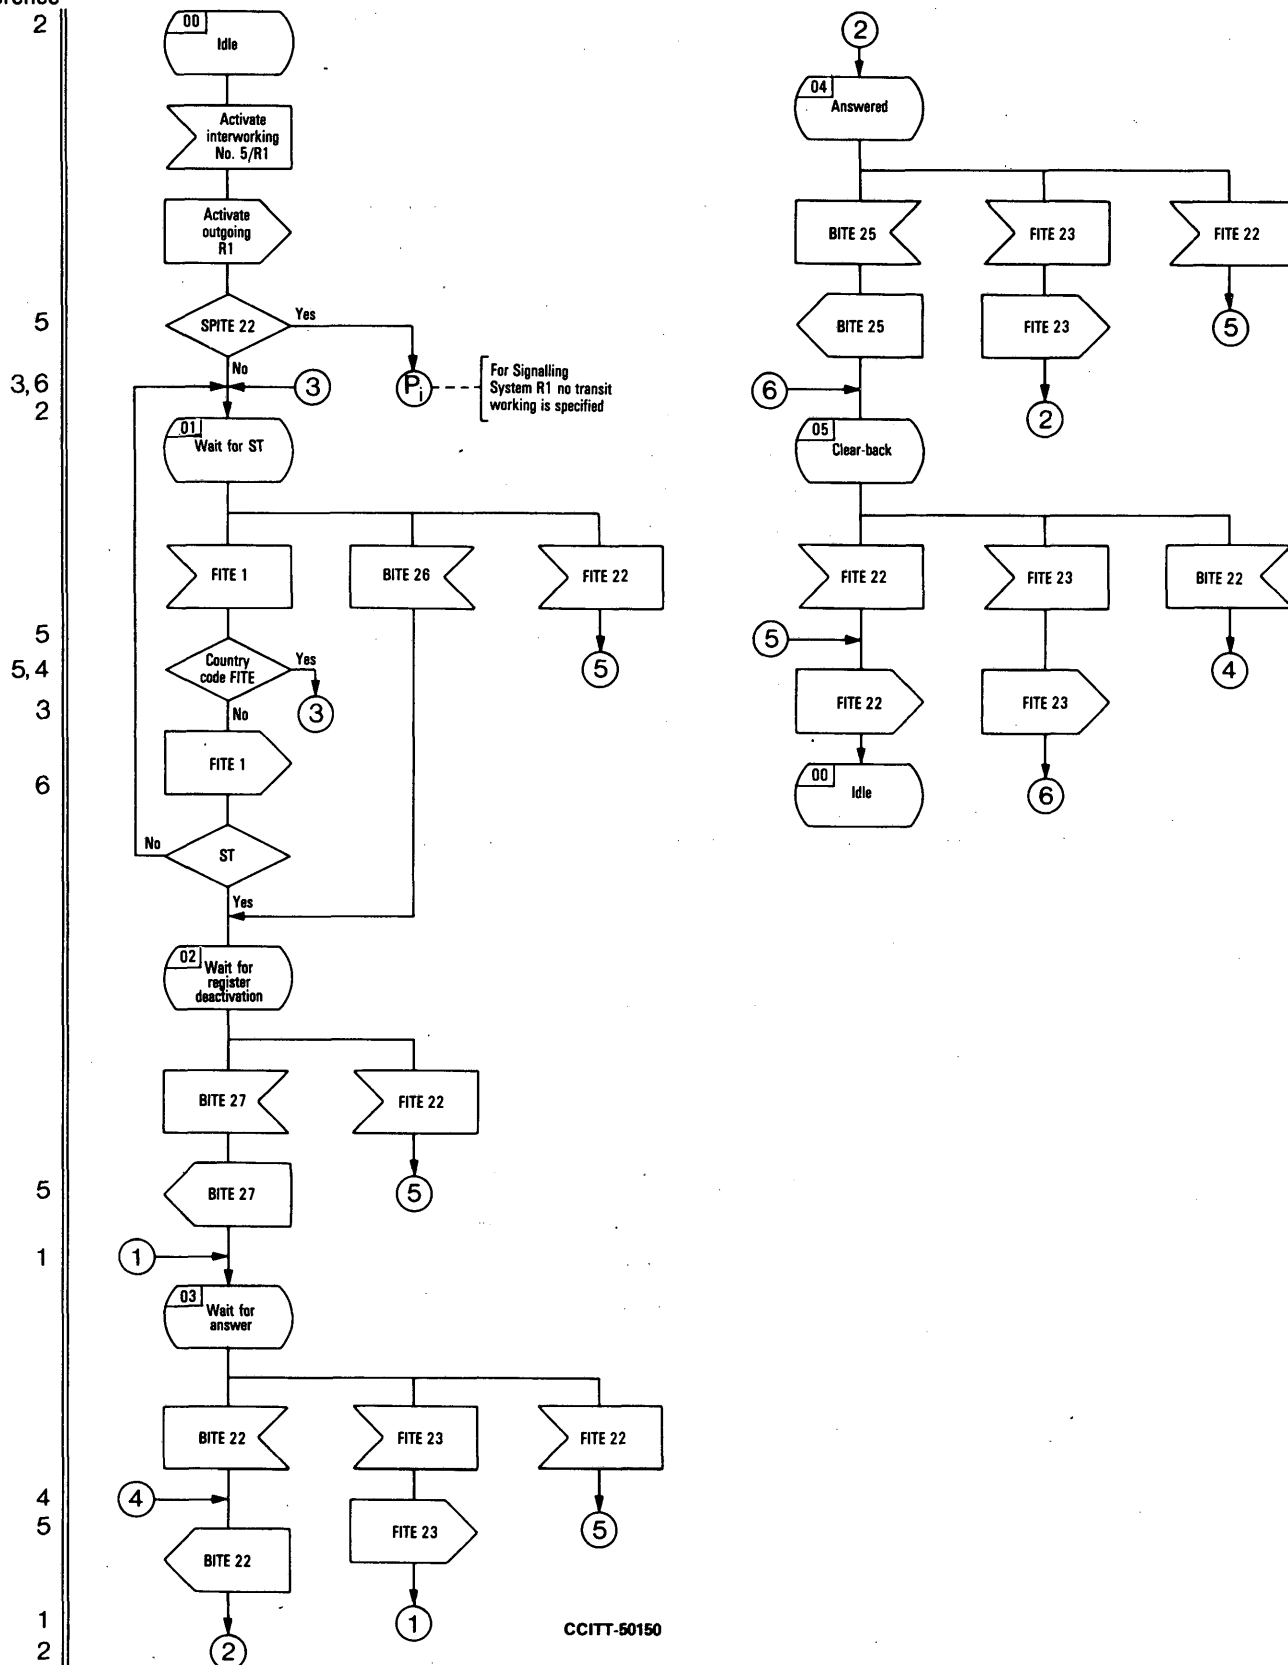 2
00
Idle
Activate
interworking
No. 5/R1
Activate
outgoing
R1
5
SPITE 22
Yes
No
3,6
3
Pi
For Signalling
System R1 no transit
working is specified
2
01
Wait for ST
FITE 1
BITE 26
FITE 22
5
5,4
Country
code FITE
Yes
5
3
No
3
FITE 1
6
No
ST
Yes
02
Wait for
register
deactivation
BITE 27
FITE 22
5
BITE 27
5
1
1
03
Wait for
answer
BITE 22
FITE 23
FITE 22
4
4
5
BITE 22
FITE 23
5
1
1
2
2
CCITT-50150
2
04
Answered
BITE 25
FITE 23
FITE 22
BITE 25
FITE 23
5
6
2
05
Clear-back
FITE 22
FITE 23
BITE 22
5
4
FITE 22
FITE 23
00
Idle
6